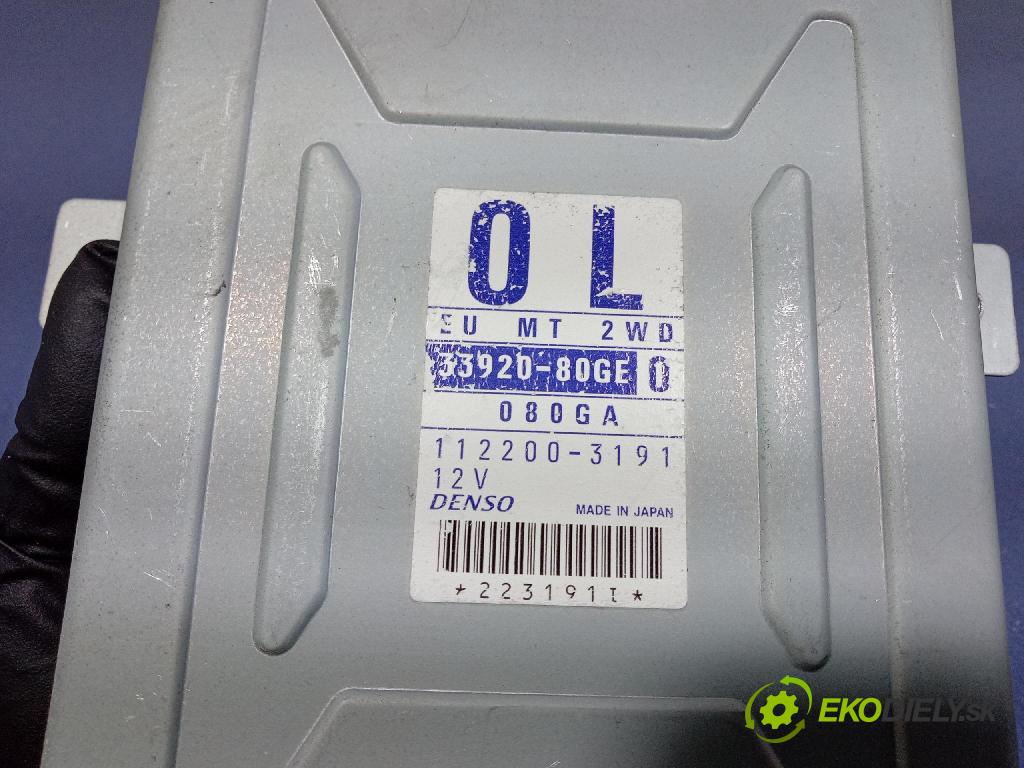 0 L
EU MT 2WD
33920-80GE 0
080GA
112200-3191
12V
DENSO MADE IN JAPAN
*223191I*
EKODIELY.SK